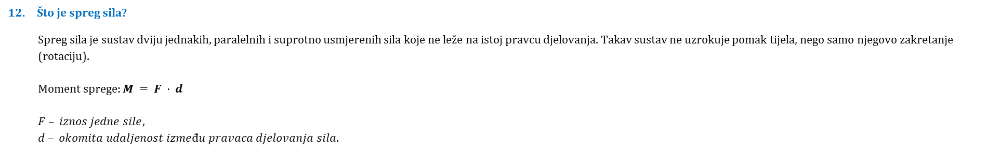 12. Što je spreg sila?
Spreg sila je sustav dviju jednakih, paralelnih i suprotno usmjerenih sila koje ne leže na istoj pravcu djelovanja. Takav sustav ne uzrokuje pomak tijela, nego samo njegovo zakretanje
(rotaciju).
Moment sprege: M = F · d
F – iznos jedne sile,
d – okomita udaljenost između pravaca djelovanja sila.